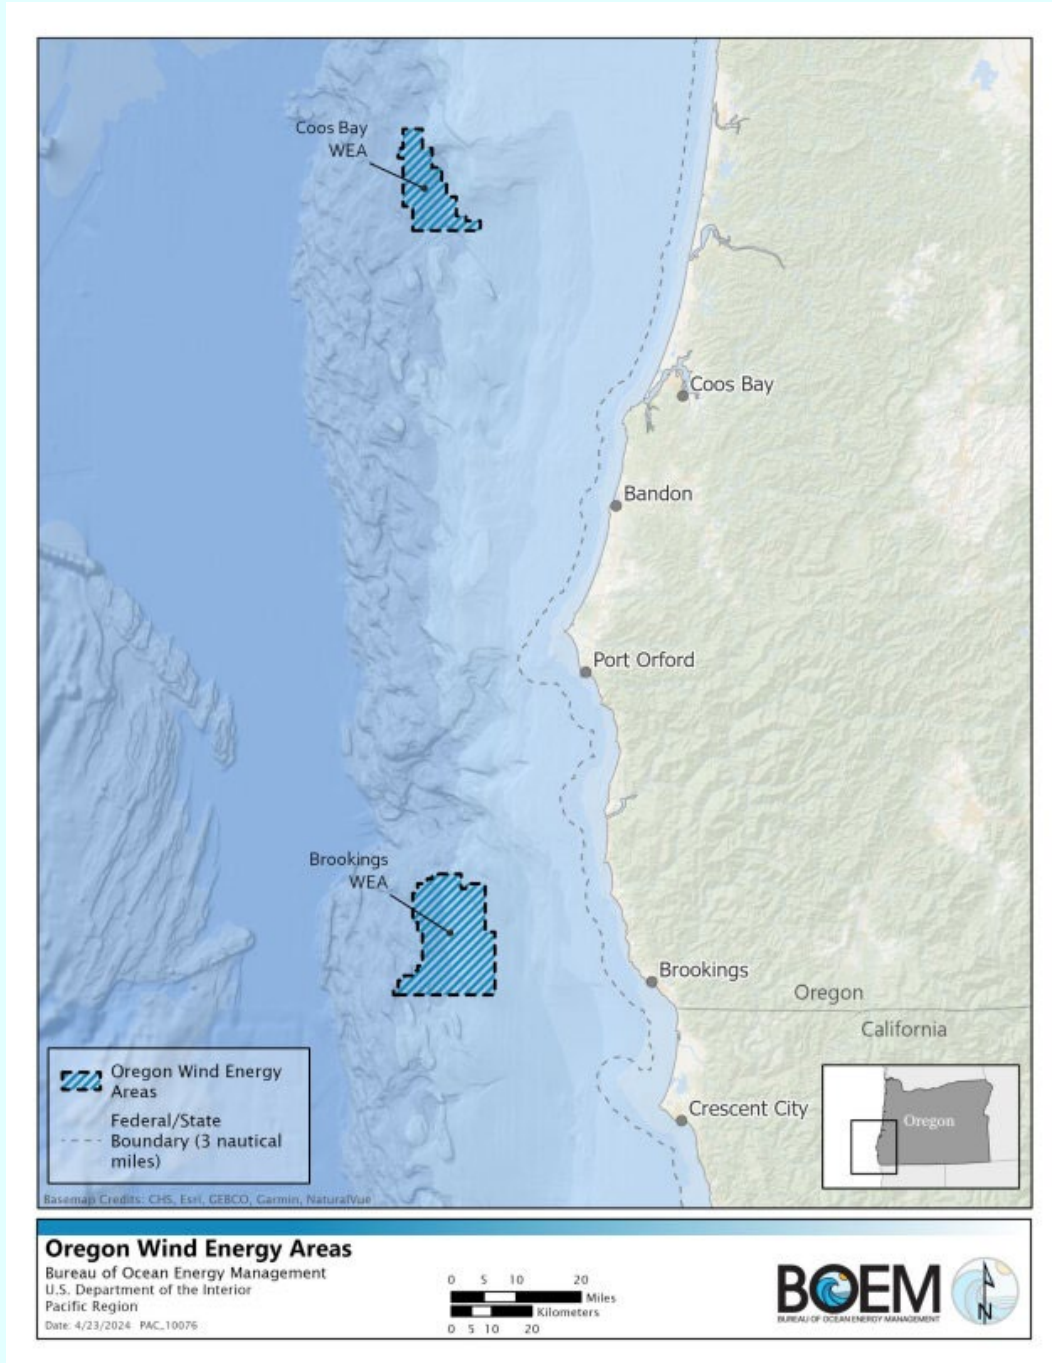 Coos Bay
WEA
Coos Bay
Bandon
Port Orford
Brookings
WEA
Brookings
Oregon
California
Crescent City
Oregon Wind Energy
Areas
Federal/State
Boundary (3 nautical
miles)
Oregon
Basemap Credits: CHS, Esri, GEBCO, Garmin, NaturalVue
Oregon Wind Energy Areas
Bureau of Ocean Energy Management
U.S. Department of the Interior
Pacific Region
Date: 4/23/2024 PAC_10076
0 5 10 20
Miles
Kilometers
0 5 10 20
BOEM
BUREAU OF OCEAN ENERGY MANAGEMENT
N